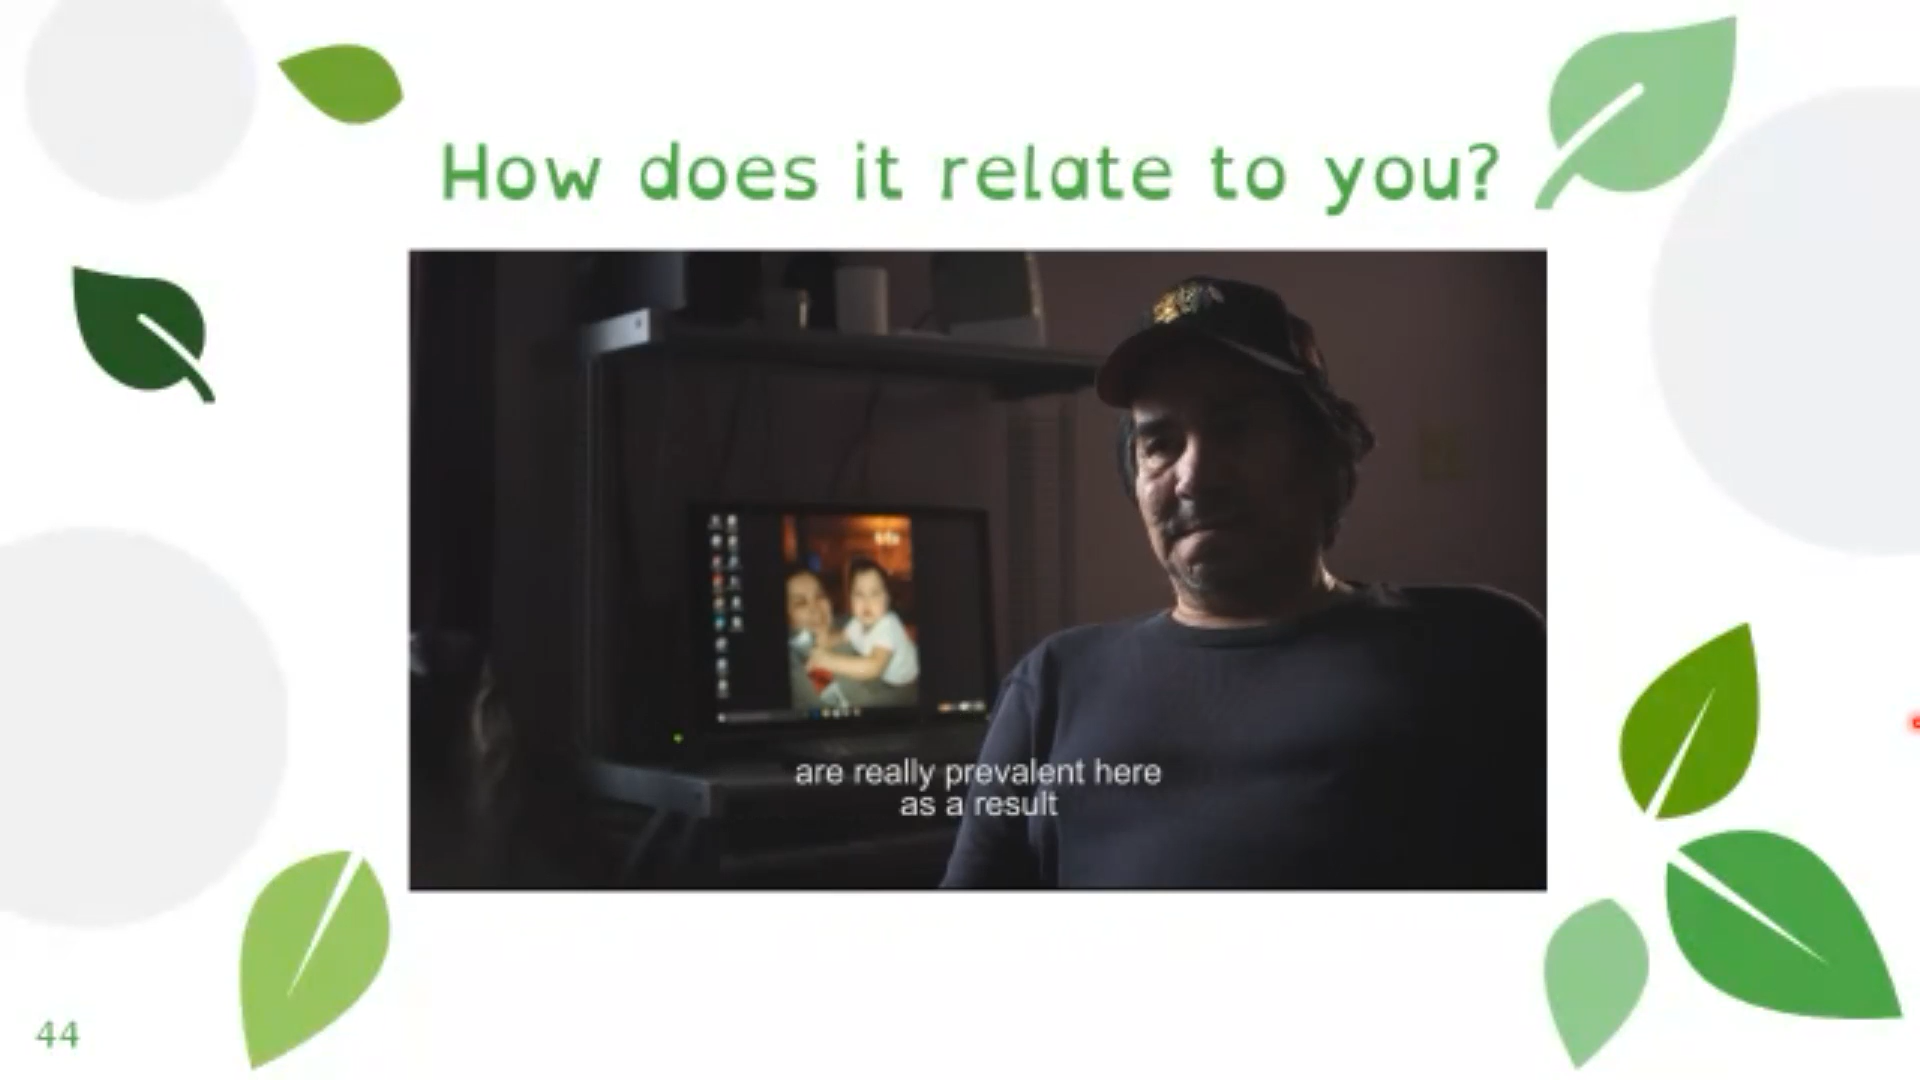 How does it relate to you?
are really prevalent here
as a result
44